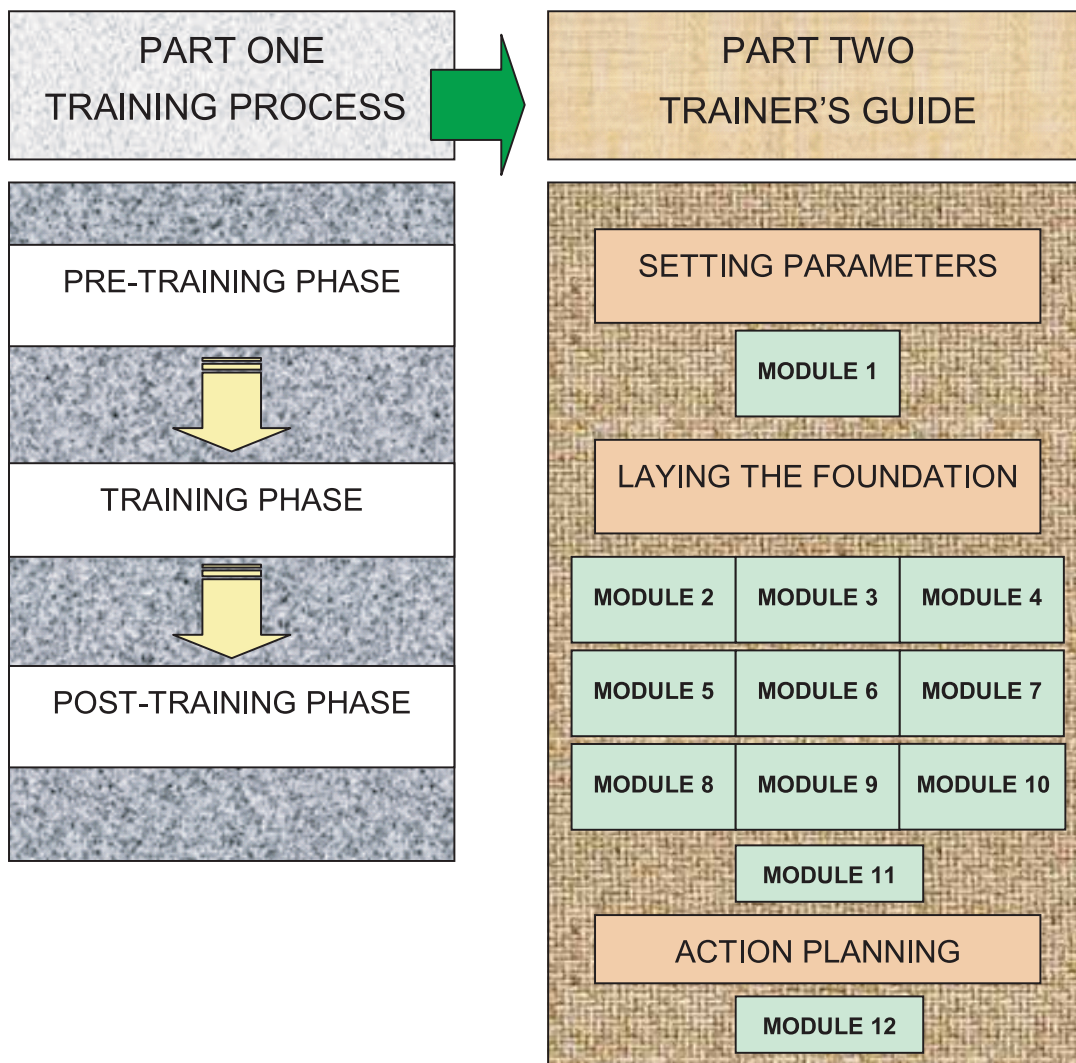 PART ONE
TRAINING PROCESS
PRE-TRAINING PHASE
TRAINING PHASE
POST-TRAINING PHASE
PART TWO
TRAINER'S GUIDE
SETTING PARAMETERS
MODULE 1
LAYING THE FOUNDATION
MODULE 2 MODULE 3 MODULE 4
MODULE 5 MODULE 6 MODULE 7
MODULE 8 MODULE 9 MODULE 10
MODULE 11
ACTION PLANNING
MODULE 12